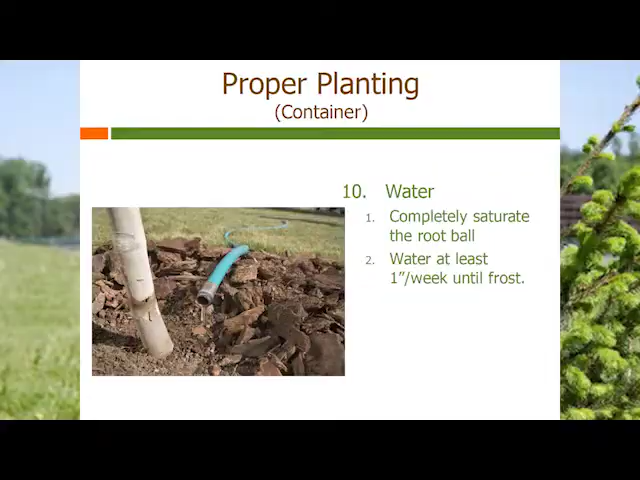 Proper Planting
(Container)
10. Water
1. Completely saturate
the root ball
2. Water at least
1”/week until frost.